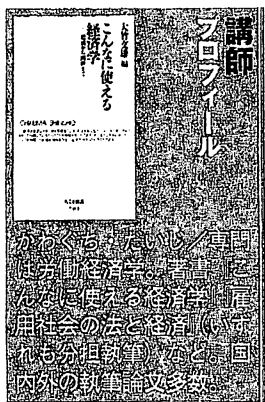 講師
プロフィール
大竹文雄 編
こんなに使える
経済学
かわぐち・だいじ／専門
は労働経済学。著書『こ
んなに使える経済学』『雇
用社会の法と経済』（いず
れも分担執筆）など。国
内外の執筆論文多数。